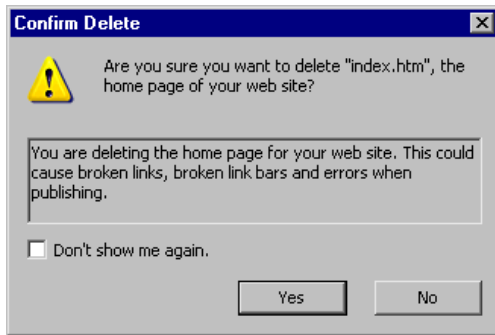 Confirm Delete
Are you sure you want to delete "index.htm", the
home page of your web site?
You are deleting the home page for your web site. This could
cause broken links, broken link bars and errors when
publishing.
Don't show me again.
Yes
No